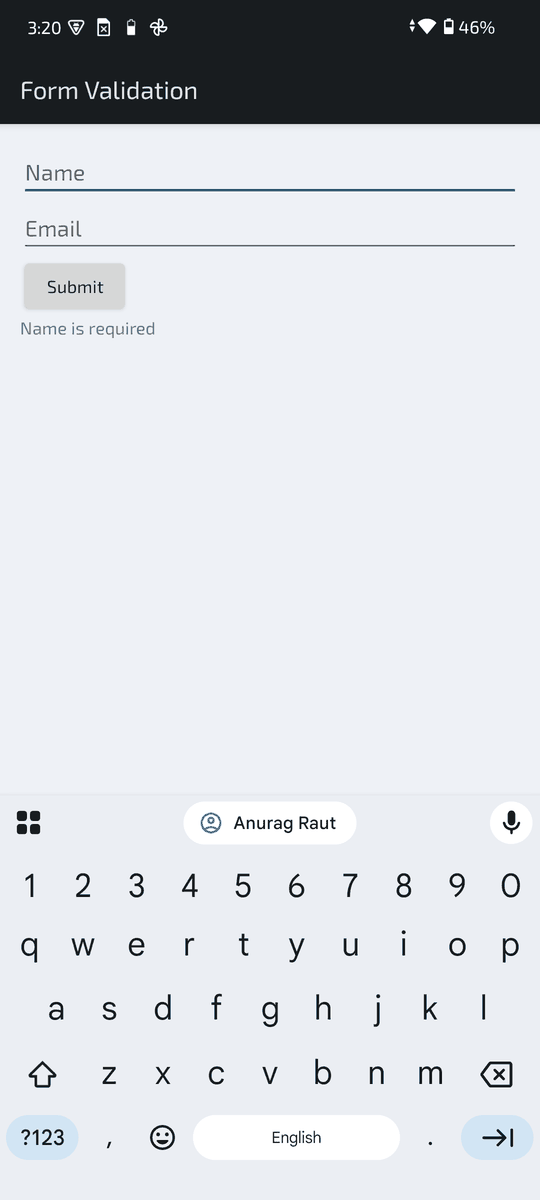 3:20 46%
Form Validation
Name
Email
Submit
Name is required
Anurag Raut
1 2 3 4 5 6 7 8 9 0
q w e r t y u i o p
a s d f g h j k l
z x c v b n m
?123 , English .